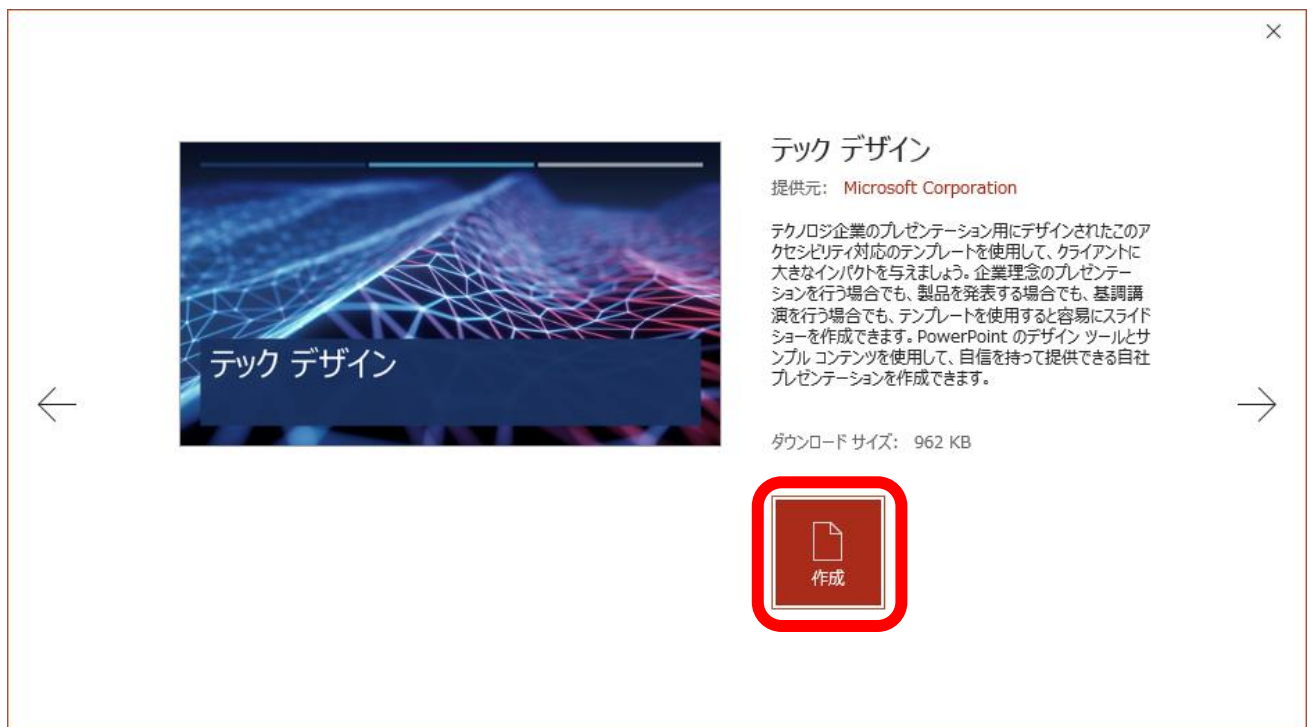 テック デザイン
提供元： Microsoft Corporation
テクノロジ企業のプレゼンテーション用にデザインされたこのア
クセシビリティ対応のテンプレートを使用して、クライアントに
大きなインパクトを与えましょう。企業理念のプレゼンテー
ションを行う場合でも、製品を発表する場合でも、基調講
演を行う場合でも、テンプレートを使用すると容易にスライド
ショーを作成できます。PowerPoint のデザイン ツールとサ
ンプル コンテンツを使用して、自信を持って提供できる自社
プレゼンテーションを作成できます。
テック デザイン
ダウンロード サイズ： 962 KB
作成